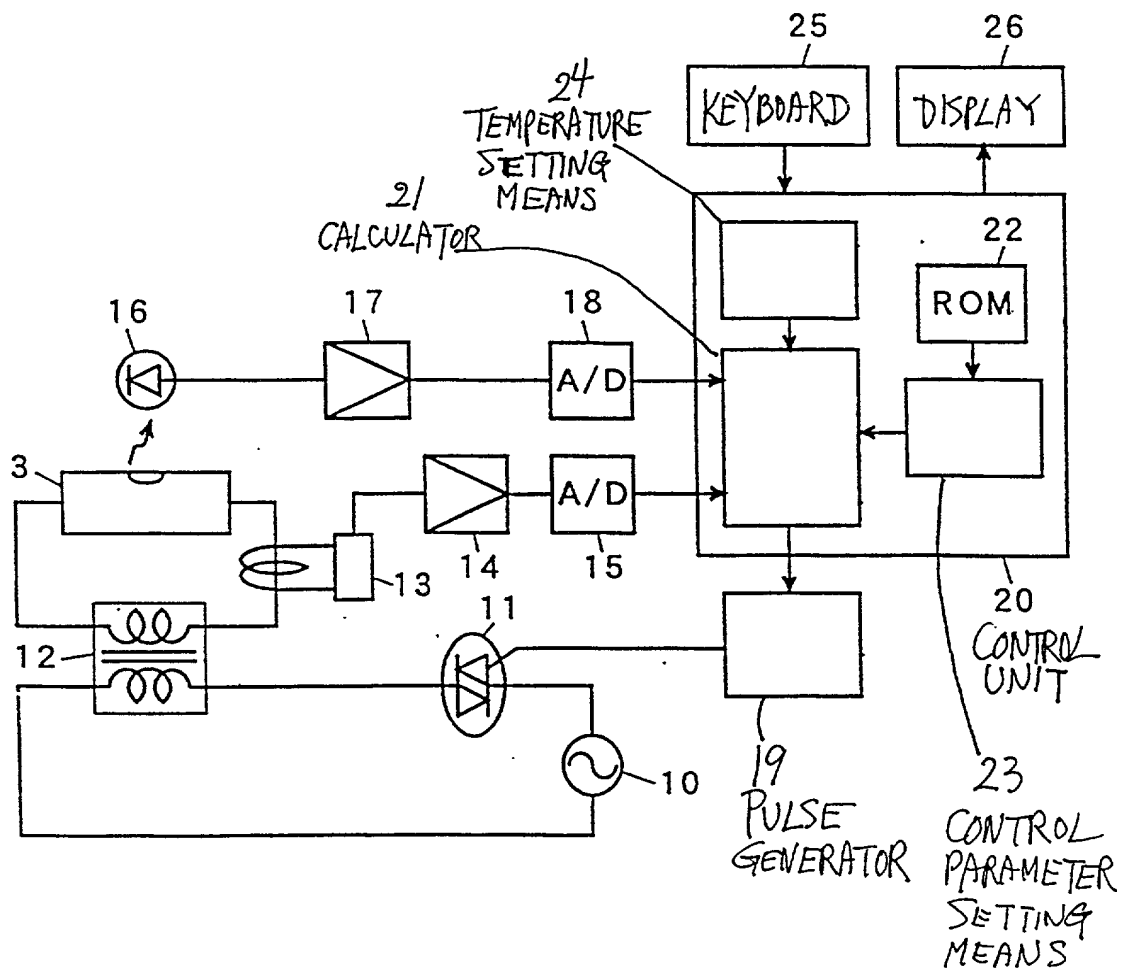 25
26
KEYBOARD
DISPLAY
24
TEMPERATURE
SETTING
MEANS
21
CALCULATOR
22
ROM
16
17
18
A/D
3
14
A/D
15
13
12
11
10
20
CONTROL
UNIT
19
PULSE
GENERATOR
23
CONTROL
PARAMETER
SETTING
MEANS